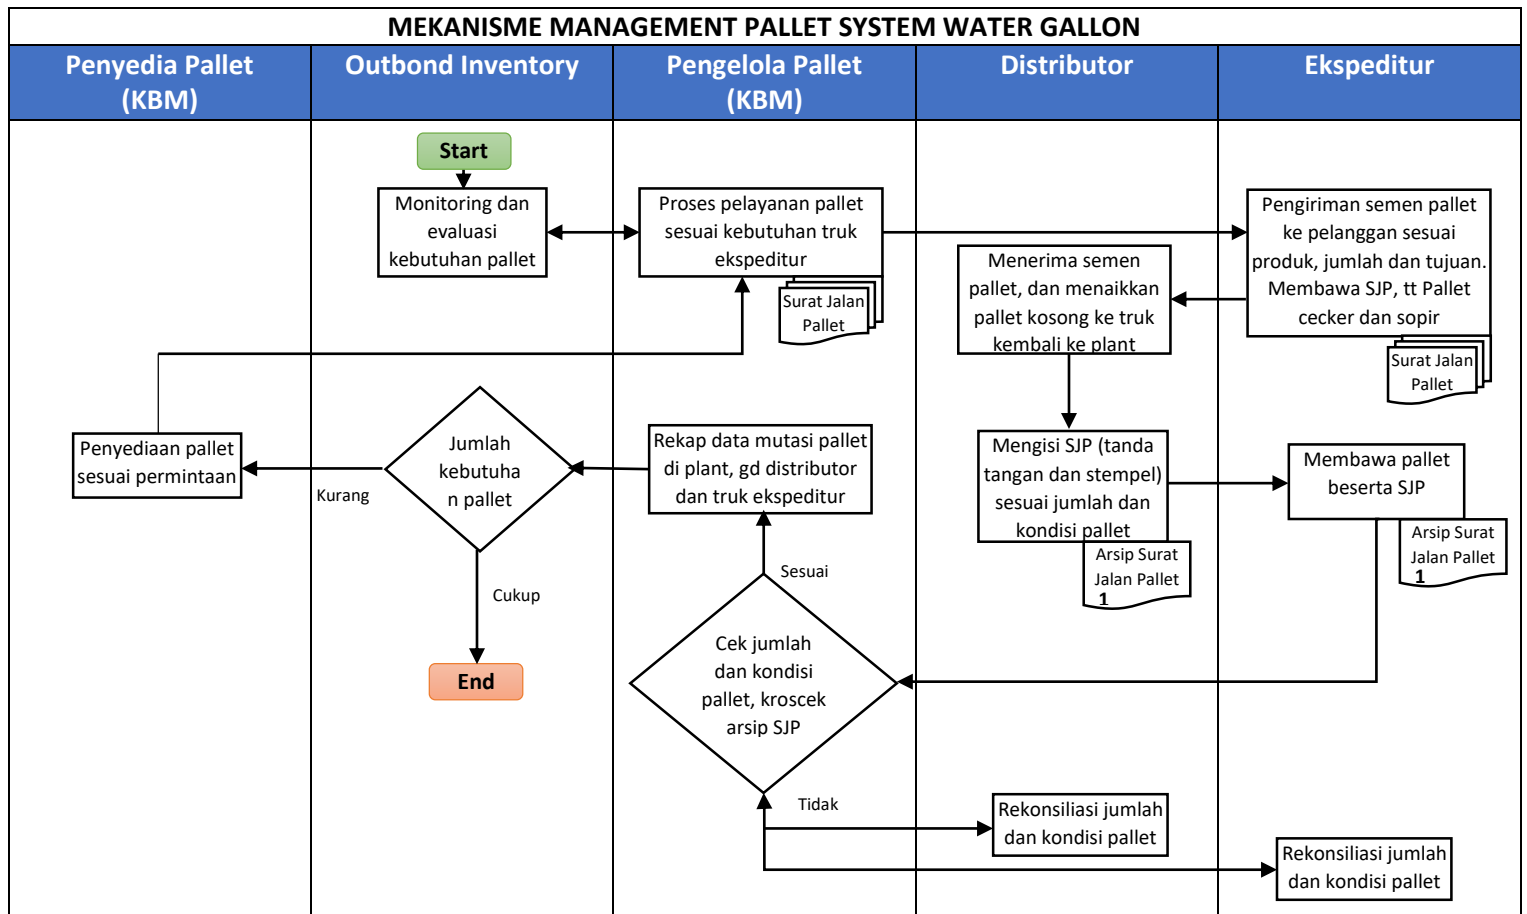 MEKANISME MANAGEMENT PALLET SYSTEM WATER GALLON
Penyedia Pallet
(KBM)
Outbond Inventory
Pengelola Pallet
(KBM)
Distributor
Ekspeditur
Start
Monitoring dan
evaluasi
kebutuhan pallet
Proses pelayanan pallet
sesuai kebutuhan truk
ekspeditur
Surat Jalan
Pallet
Menerima semen
pallet, dan menaikkan
pallet kosong ke truk
kembali ke plant
Pengiriman semen pallet
ke pelanggan sesuai
produk, jumlah dan tujuan.
Membawa SJP, tt Pallet
cecker dan sopir
Surat Jalan
Pallet
Penyediaan pallet
sesuai permintaan
Kurang
Jumlah
kebutuha
n pallet
Cukup
End
Rekap data mutasi pallet
di plant, gd distributor
dan truk ekspeditur
Sesuai
Mengisi SJP (tanda
tangan dan stempel)
sesuai jumlah dan
kondisi pallet
Arsip Surat
Jalan Pallet
1
Membawa pallet
beserta SJP
Arsip Surat
Jalan Pallet
1
Cek jumlah
dan kondisi
pallet, kroscek
arsip SJP
Tidak
Rekonsiliasi jumlah
dan kondisi pallet
Rekonsiliasi jumlah
dan kondisi pallet